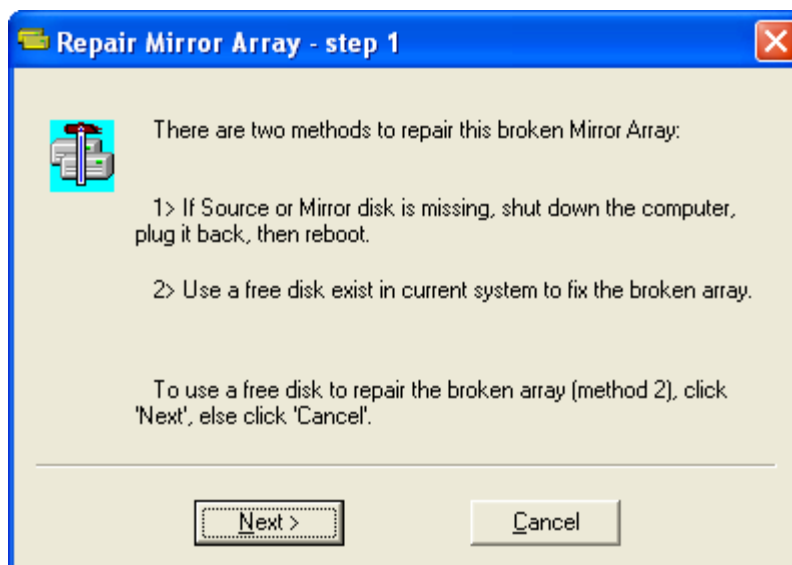 Repair Mirror Array - step 1
There are two methods to repair this broken Mirror Array:
1> If Source or Mirror disk is missing, shut down the computer,
plug it back, then reboot.
2> Use a free disk exist in current system to fix the broken array.
To use a free disk to repair the broken array (method 2), click
'Next', else click 'Cancel'.
Next >
Cancel